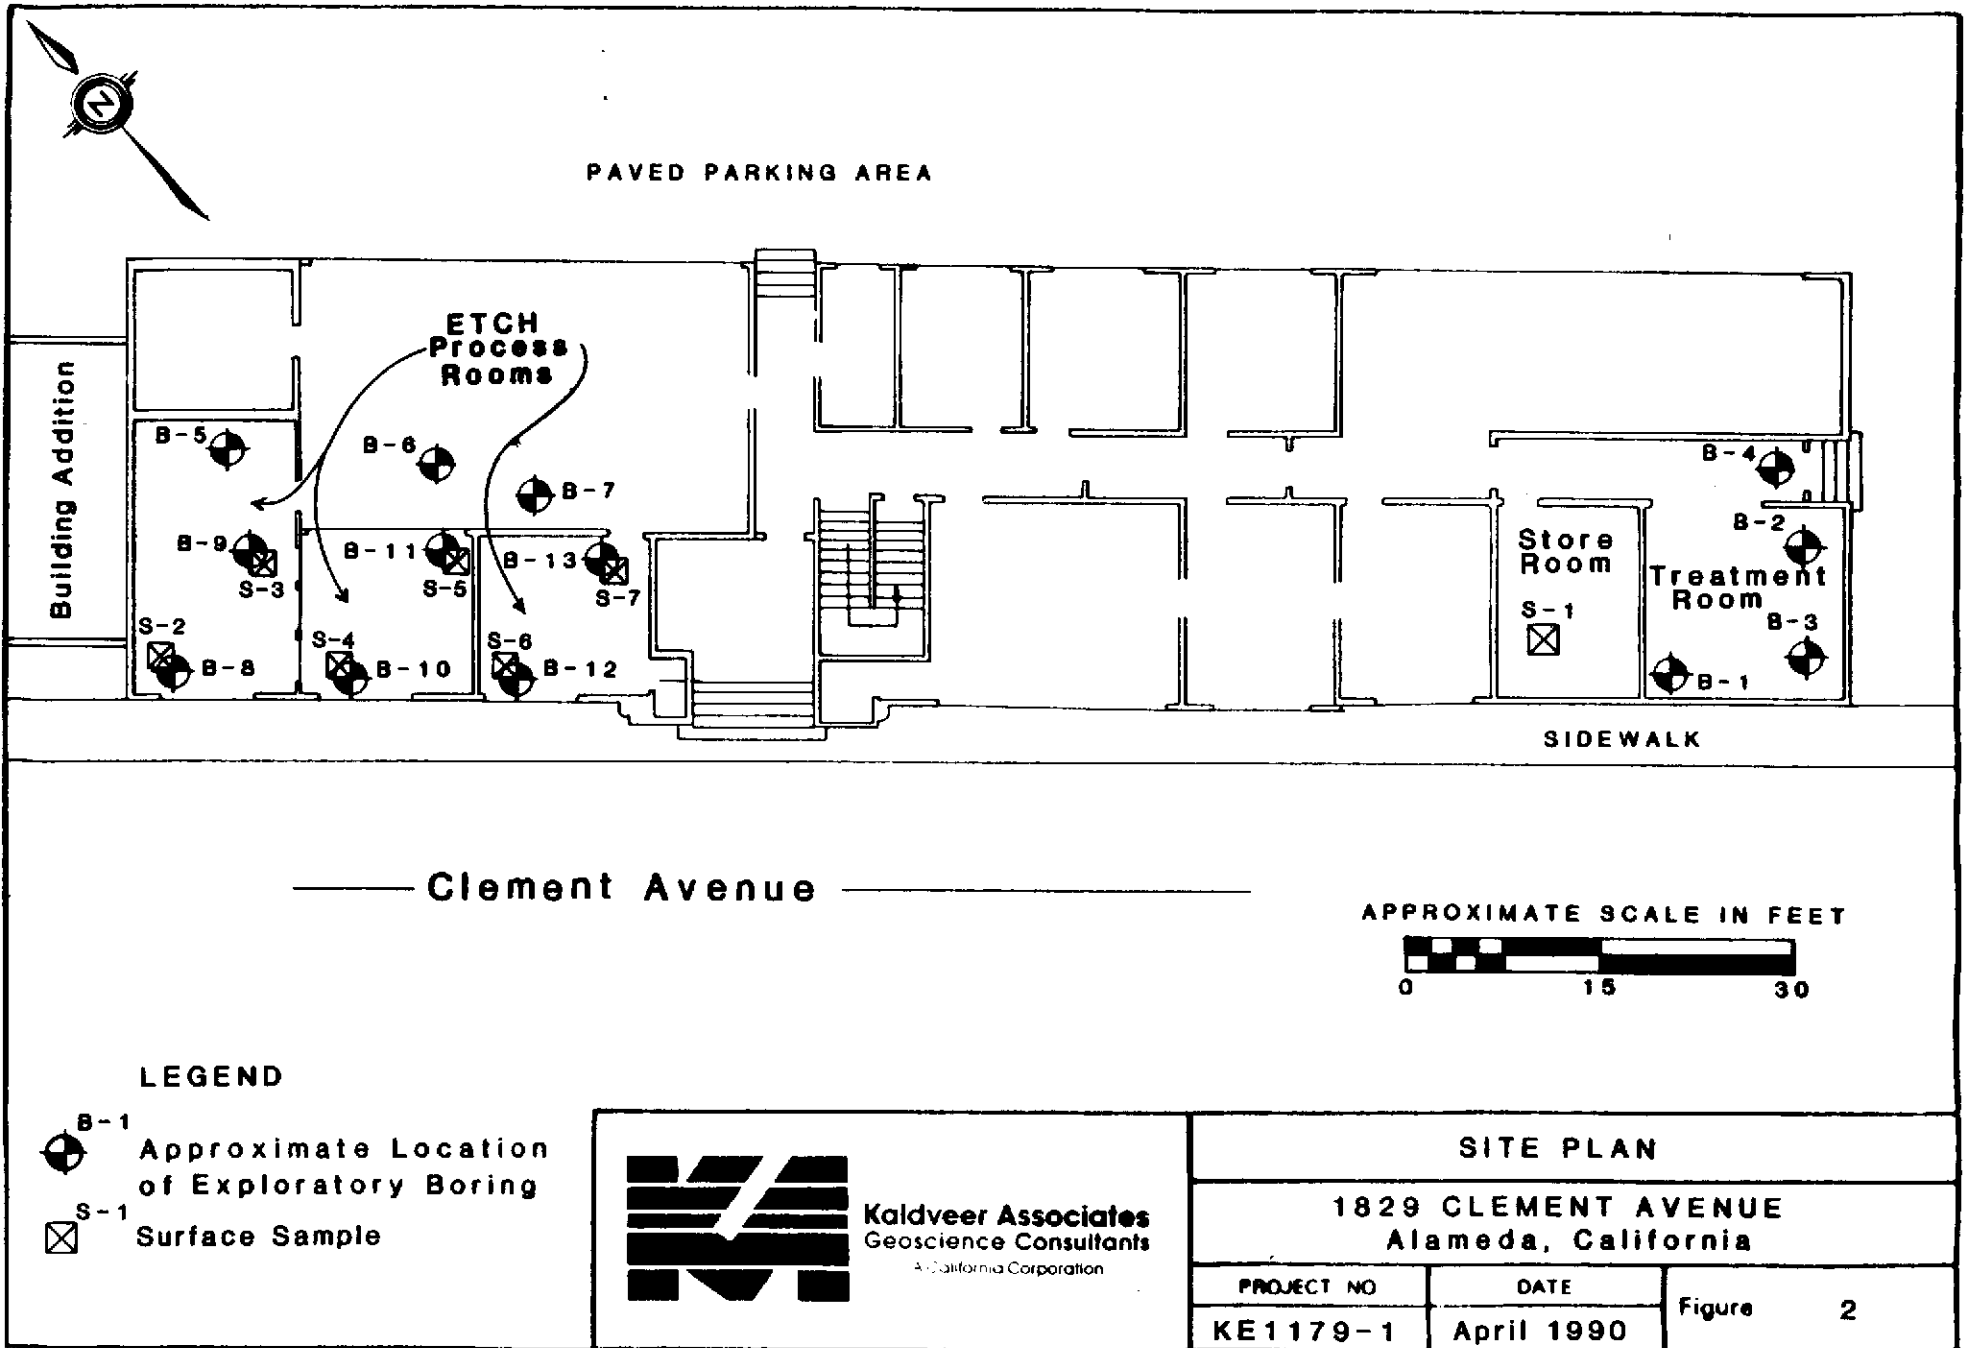 N
PAVED PARKING AREA
ETCH
Process
Rooms
Building Addition
B-5
B-6
B-7
B-4
B-9
S-3
B-11
S-5
B-13
S-7
B-2
Store
Room
S-1
Treatment
Room
B-3
B-1
S-2
B-8
S-4
B-10
S-6
B-12
SIDEWALK
Clement Avenue
APPROXIMATE SCALE IN FEET
0 15 30
LEGEND
B-1
Approximate Location
of Exploratory Boring
S-1
Surface Sample
Kaldveer Associates
Geoscience Consultants
A California Corporation
SITE PLAN
1829 CLEMENT AVENUE
Alameda, California
PROJECT NO
KE1179-1
DATE
April 1990
Figure 2